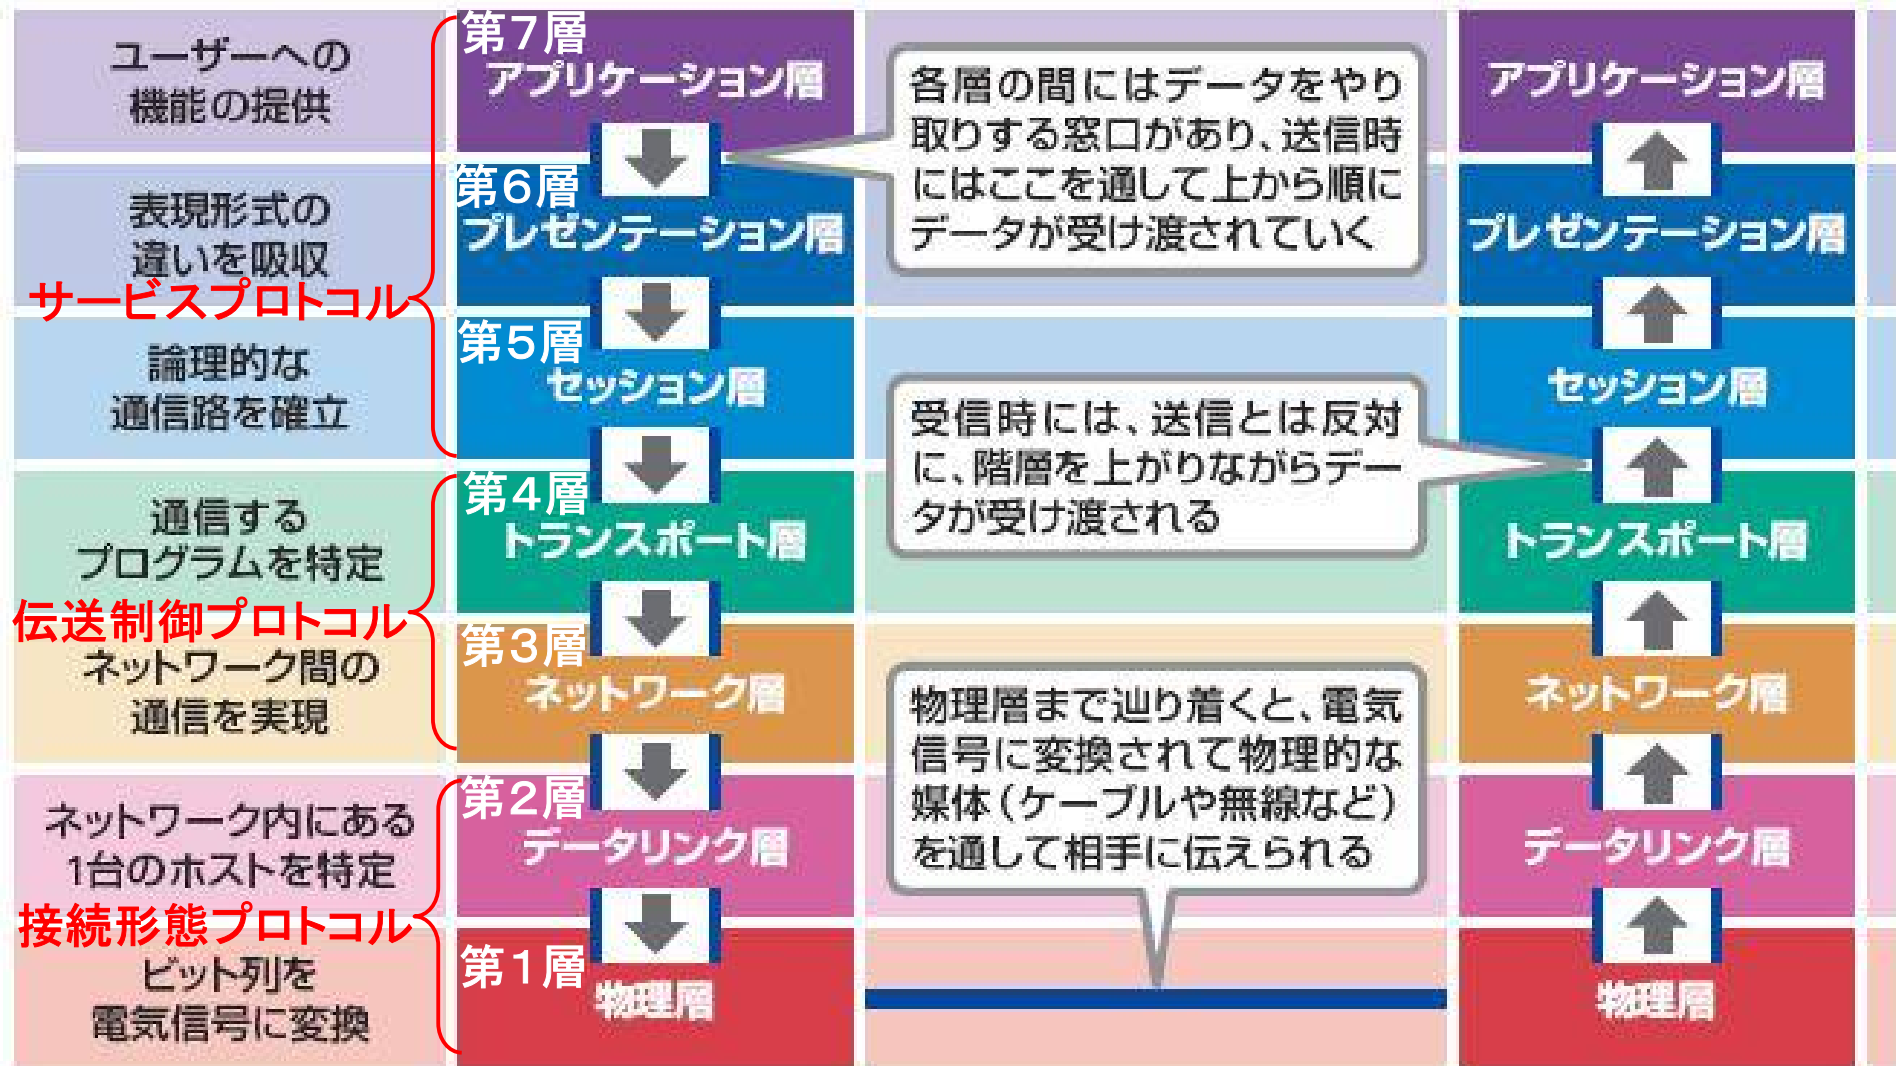 ユーザーへの
機能の提供
表現形式の
違いを吸収
サービスプロトコル
論理的な
通信路を確立
通信する
プログラムを特定
伝送制御プロトコル
ネットワーク間の
通信を実現
ネットワーク内にある
1台のホストを特定
接続形態プロトコル
ビット列を
電気信号に変換
第7層
アプリケーション層
第6層
プレゼンテーション層
第5層
セッション層
第4層
トランスポート層
第3層
ネットワーク層
第2層
データリンク層
第1層
物理層
各層の間にはデータをやり
取りする窓口があり、送信時
にはここを通して上から順に
データが受け渡されていく
受信時には、送信とは反対
に、階層を上がりながらデー
タが受け渡される
物理層まで辿り着くと、電気
信号に変換されて物理的な
媒体(ケーブルや無線など)
を通して相手に伝えられる
アプリケーション層
プレゼンテーション層
セッション層
トランスポート層
ネットワーク層
データリンク層
物理層